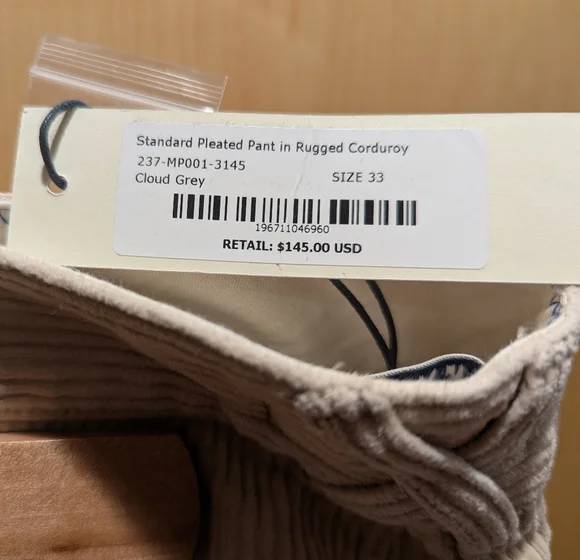 Standard Pleated Pant in Rugged Corduroy
237-MP001-3145
Cloud Grey SIZE 33
196711046960
RETAIL: $145.00 USD